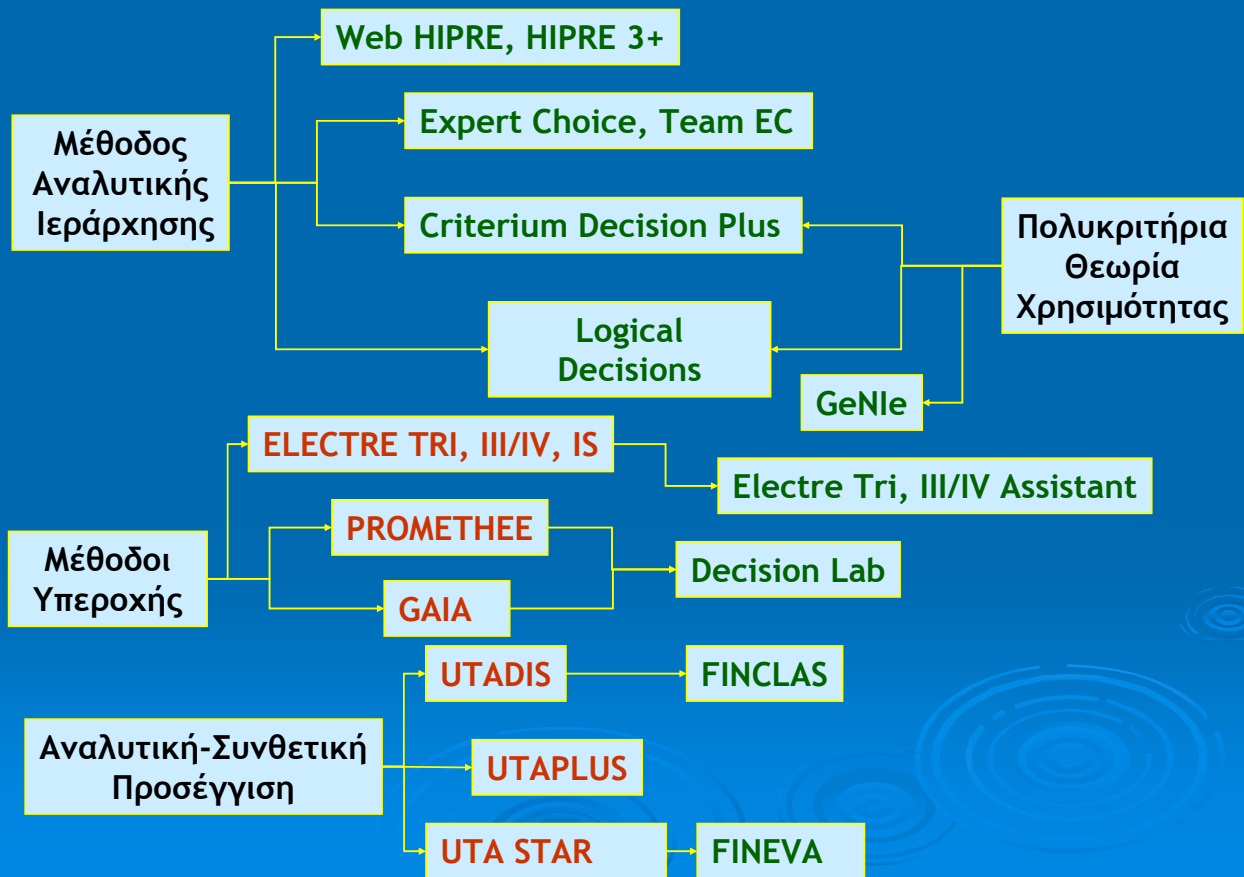 Web HIPRE, HIPRE 3+
Expert Choice, Team EC
Μέθοδος
Αναλυτικής
Ιεράρχησης
Criterium Decision Plus
Πολυκριτήρια
Θεωρία
Χρησιμότητας
Logical
Decisions
GeNIe
ELECTRE TRI, III/IV, IS
Electre Tri, III/IV Assistant
PROMETHEE
Μέθοδοι
Υπεροχής
Decision Lab
GAIA
UTADIS
FINCLAS
Αναλυτική-Συνθετική
Προσέγγιση
UTAPLUS
UTA STAR
FINEVA